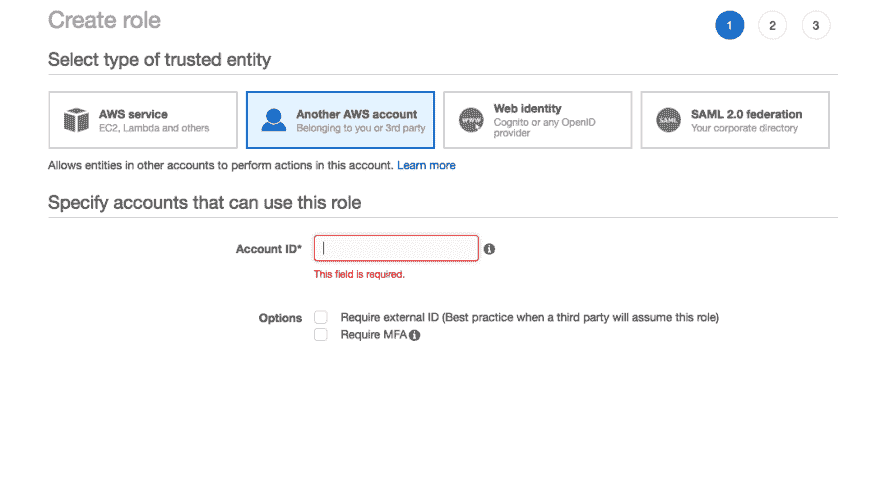 Create role
1 2 3
Select type of trusted entity
AWS service
EC2, Lambda and others
Another AWS account
Belonging to you or 3rd party
Web identity
Cognito or any OpenID
provider
SAML 2.0 federation
Your corporate directory
WWW
SAML
Allows entities in other accounts to perform actions in this account. Learn more
Specify accounts that can use this role
Account ID*
This field is required.
Options
Require external ID (Best practice when a third party will assume this role)
Require MFA